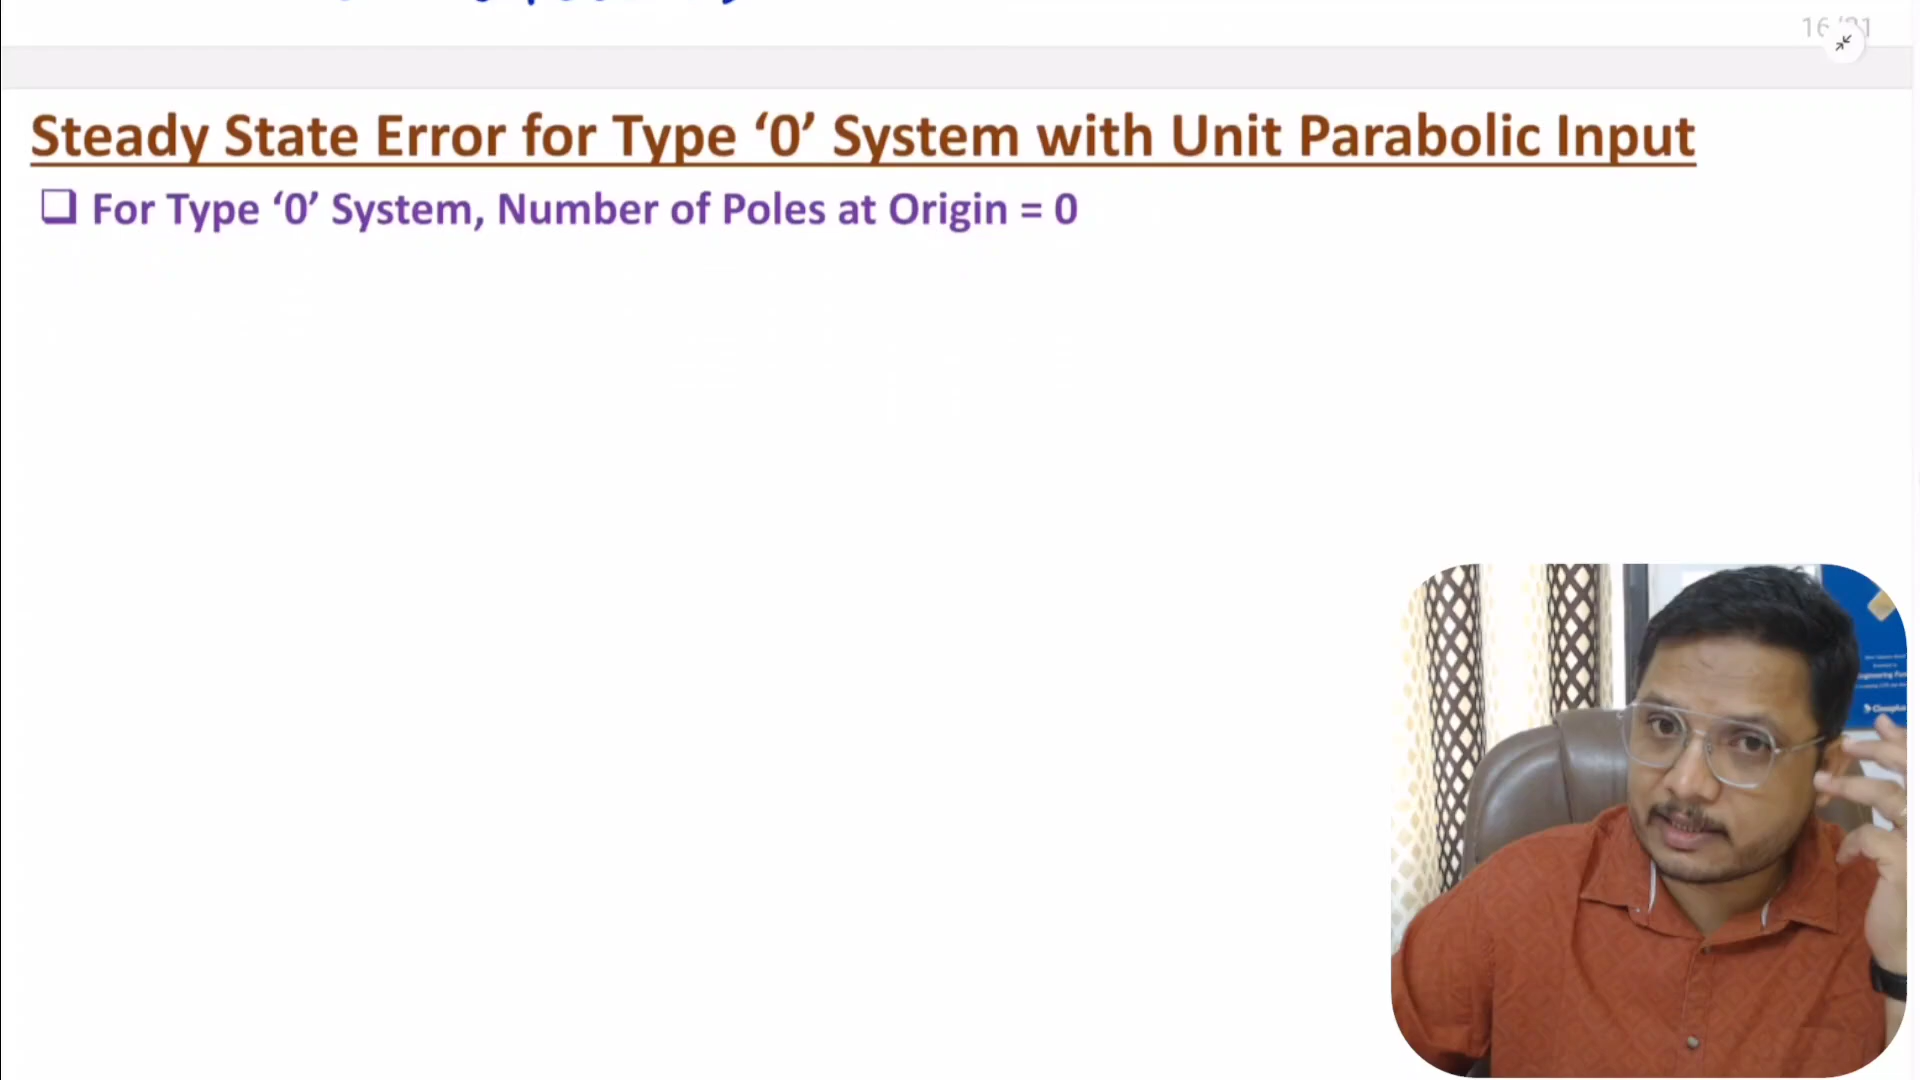 Steady State Error for Type ‘0’ System with Unit Parabolic Input
❑ For Type ‘0’ System, Number of Poles at Origin = 0